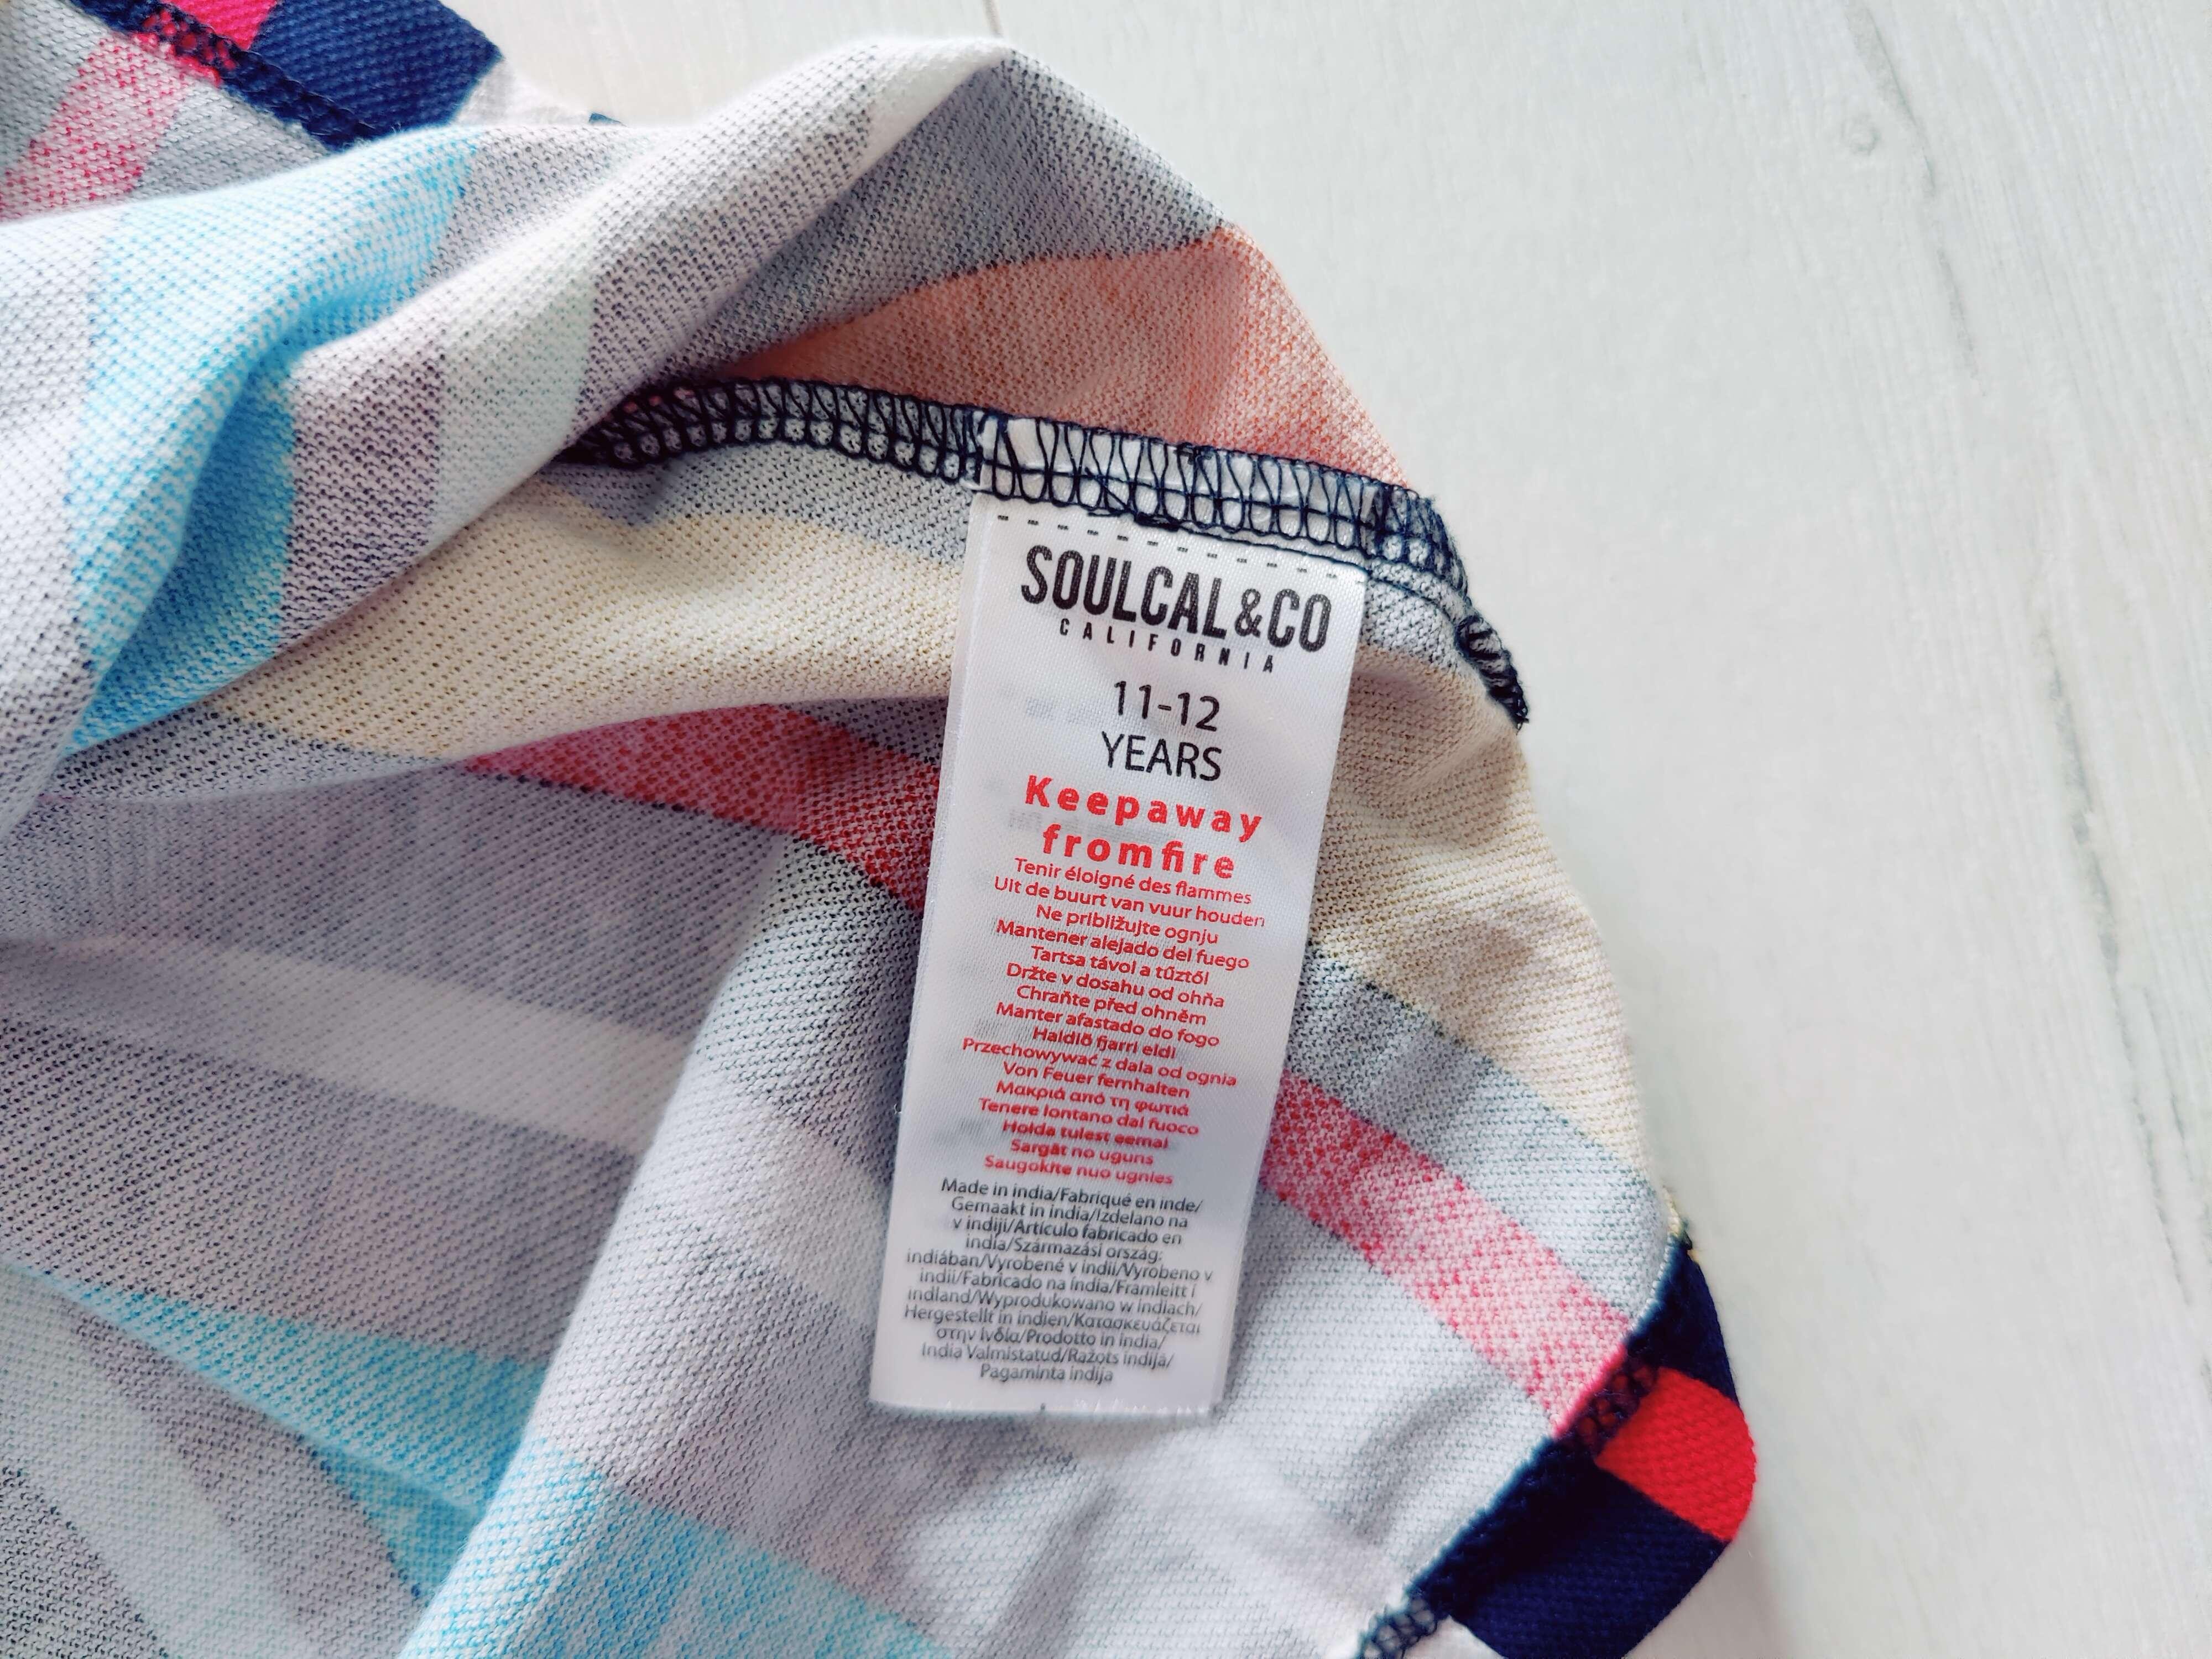 SOULCAL&CO
CALIFORNIA
11-12
YEARS
Keepaway
fromfire
Tenir éloigné des flammes
Uit de buurt van vuur houden
Ne približujte ognju
Mantener alejado del fuego
Tartsa távol a tűztől
Držte v dosahu od ohňa
Chraňte před ohněm
Manter afastado do fogo
Haldið fjarri eldi
Przechowywać z dala od ognia
Von Feuer fernhalten
Μακριά από τη φωτιά
Tenere lontano dal fuoco
Hoida tulest eemal
Sargāt no uguns
Saugokite nuo ugnies
Made in india/Fabriqué en inde/
Gemaakt in india/Izdelano na
v indiji/Artículo fabricado en
india/Származási ország:
indiában/Vyrobené v indii/Vyrobeno v
indii/Fabricado na índia/Framleitt í
indland/Wyprodukowano w indiach/
Hergestellt in indien/Κατασκευάζεται
στην Ινδία/Prodotto in india/
India Valmistatud/Ražots indijā/
Pagaminta indija